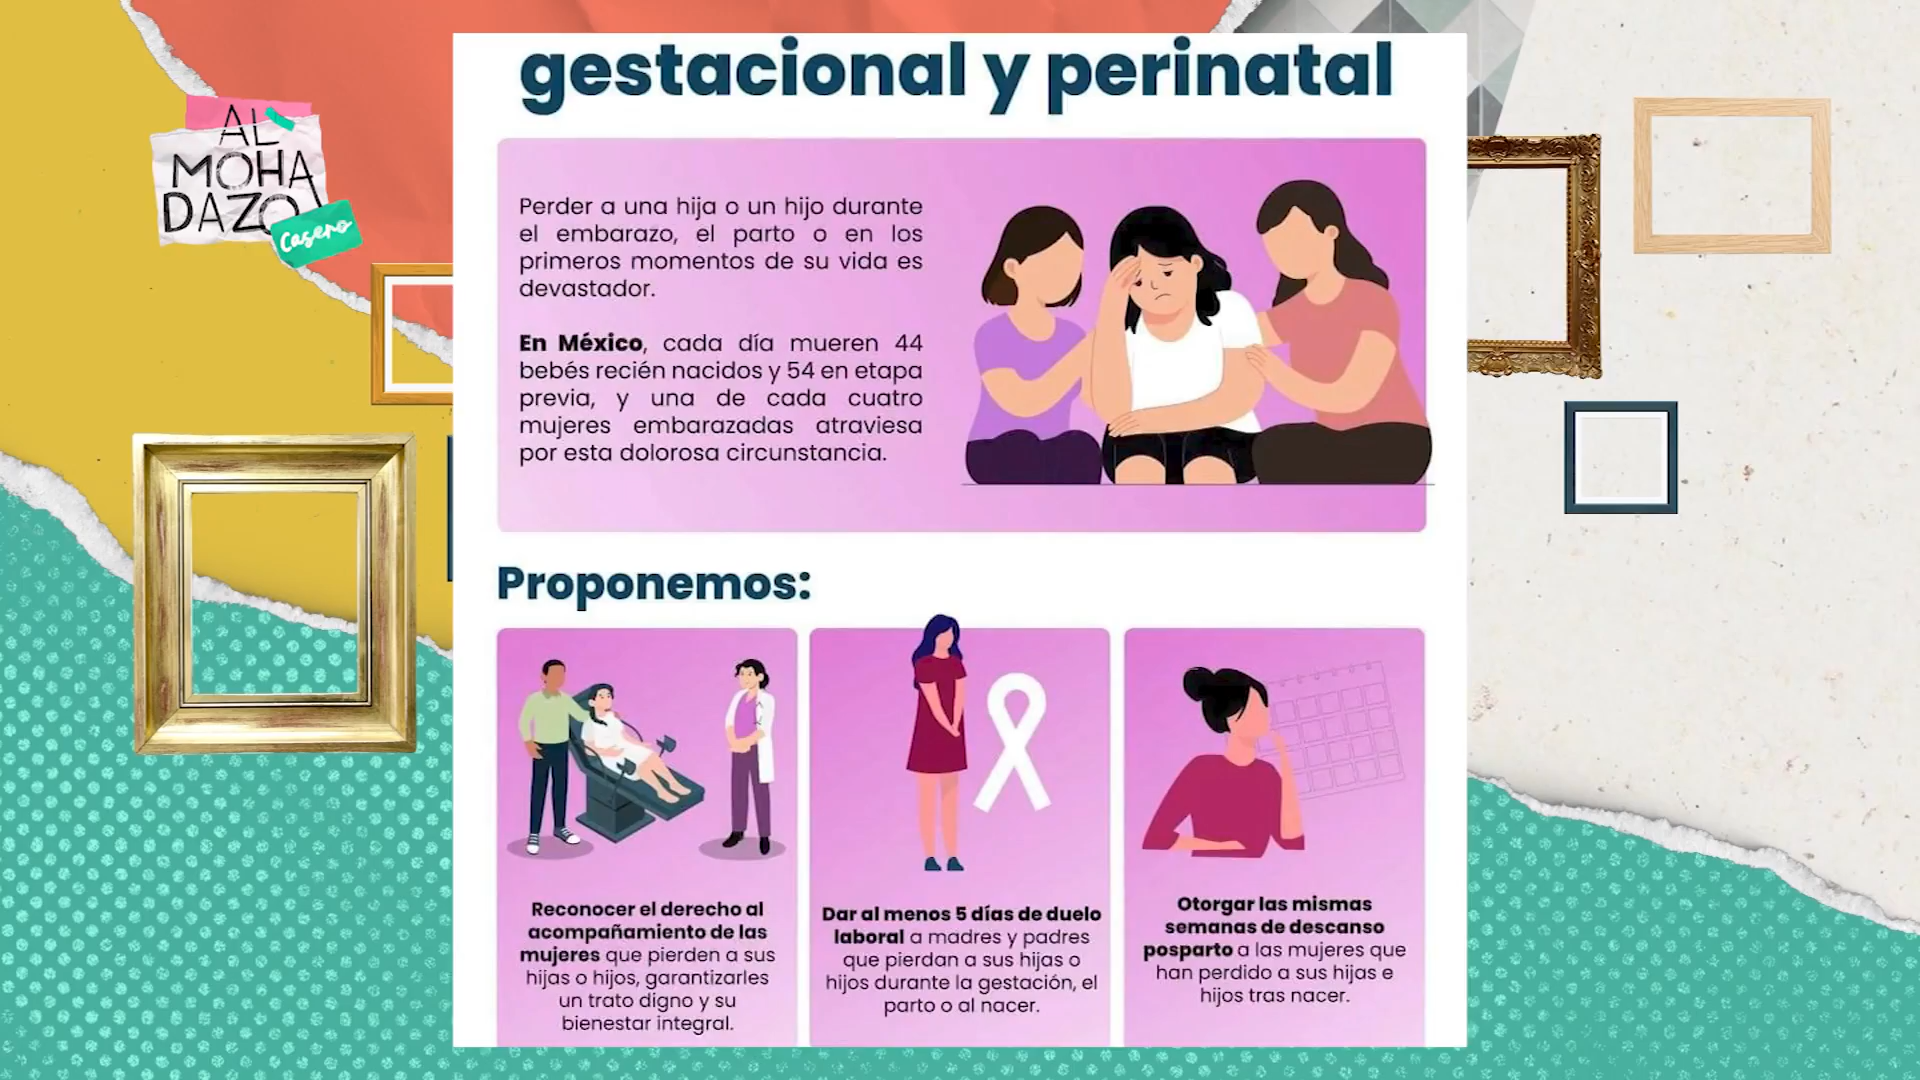 AL
MOHA
DAZO
Casero
gestacional y perinatal
Perder a una hija o un hijo durante
el embarazo, el parto o en los
primeros momentos de su vida es
devastador.
En México, cada día mueren 44
bebés recién nacidos y 54 en etapa
previa, y una de cada cuatro
mujeres embarazadas atraviesa
por esta dolorosa circunstancia.
Proponemos:
Reconocer el derecho al
acompañamiento de las
mujeres que pierden a sus
hijas o hijos, garantizarles
un trato digno y su
bienestar integral.
Dar al menos 5 días de duelo
laboral a madres y padres
que pierdan a sus hijas o
hijos durante la gestación, el
parto o al nacer.
Otorgar las mismas
semanas de descanso
posparto a las mujeres que
han perdido a sus hijas e
hijos tras nacer.